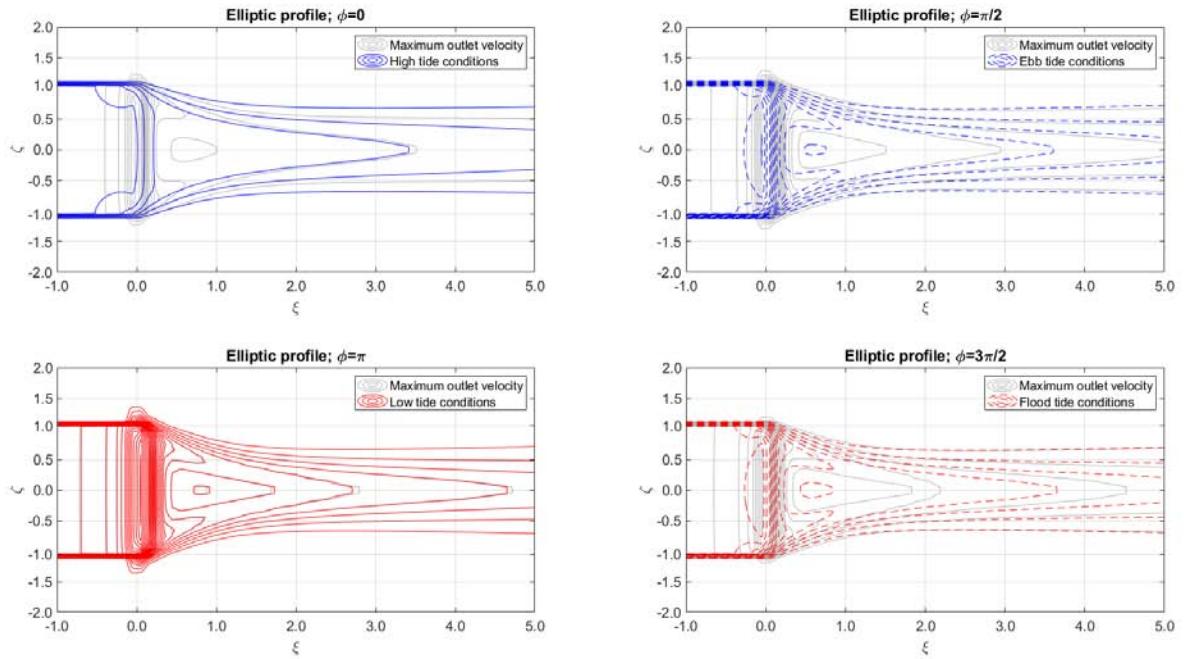 Elliptic profile; ϕ=0
Maximum outlet velocity
High tide conditions
2.0
1.5
1.0
0.5
0.0
-0.5
-1.0
-1.5
-2.0
ζ
-1.0 0.0 1.0 2.0 3.0 4.0 5.0
ξ
Elliptic profile; ϕ=π/2
Maximum outlet velocity
Ebb tide conditions
2.0
1.5
1.0
0.5
0.0
-0.5
-1.0
-1.5
-2.0
ζ
-1.0 0.0 1.0 2.0 3.0 4.0 5.0
ξ
Elliptic profile; ϕ=π
Maximum outlet velocity
Low tide conditions
2.0
1.5
1.0
0.5
0.0
-0.5
-1.0
-1.5
-2.0
ζ
-1.0 0.0 1.0 2.0 3.0 4.0 5.0
ξ
Elliptic profile; ϕ=3π/2
Maximum outlet velocity
Flood tide conditions
2.0
1.5
1.0
0.5
0.0
-0.5
-1.0
-1.5
-2.0
ζ
-1.0 0.0 1.0 2.0 3.0 4.0 5.0
ξ